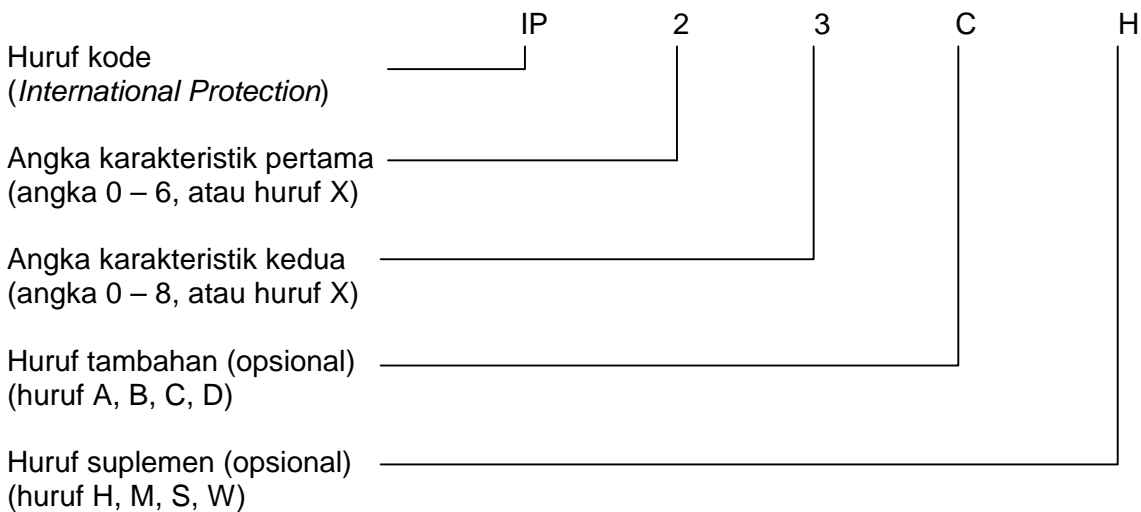 IP 2 3 C H
Huruf kode
(International Protection)
Angka karakteristik pertama
(angka 0 – 6, atau huruf X)
Angka karakteristik kedua
(angka 0 – 8, atau huruf X)
Huruf tambahan (opsional)
(huruf A, B, C, D)
Huruf suplemen (opsional)
(huruf H, M, S, W)